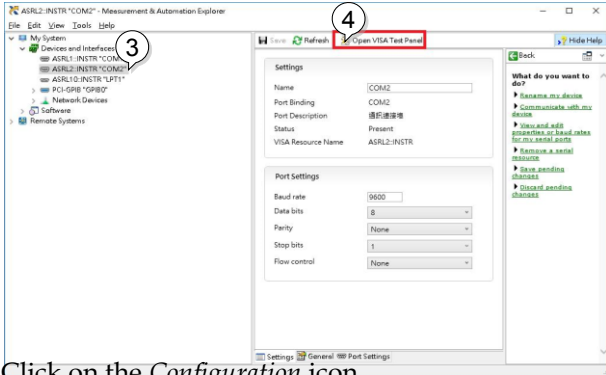 ASRL2::INSTR "COM2" - Measurement & Automation Explorer
File Edit View Tools Help
My System
Devices and Interfaces
ASRL1::INSTR "COM
ASRL2::INSTR "COM2"
ASRL10::INSTR "LPT1"
PCI-GPIB "GPIB0"
Network Devices
Software
Remote Systems
3
4
Save Refresh Open VISA Test Panel Hide Help
Settings
Name COM2
Port Binding COM2
Port Description 通訊連接埠
Status Present
VISA Resource Name ASRL2::INSTR
Port Settings
Baud rate 9600
Data bits 8
Parity None
Stop bits 1
Flow control None
Settings General Port Settings
Back
What do you want to
do?
Rename my device
Communicate with my
device
View and edit
properties or baud rates
for my serial ports
Remove a serial
resource
Save pending
changes
Discard pending
changes
Click on the Configuration icon